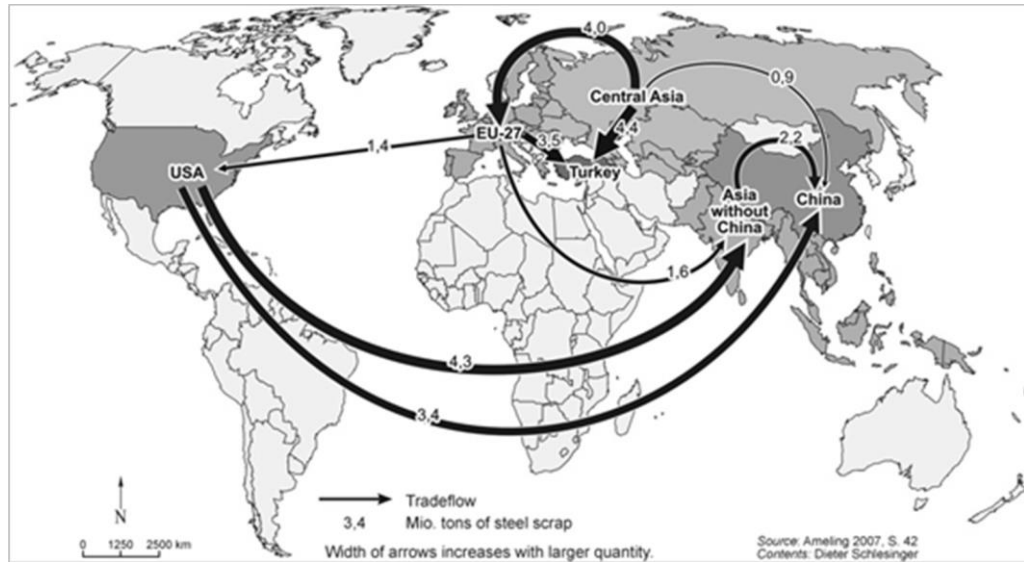 4,0
Central Asia
0,9
EU-27
3,5
4,4
2,2
1,4
USA
Turkey
Asia
without
China
China
1,6
4,3
3,4
N
Tradeflow
3,4 Mio. tons of steel scrap
0 1250 2500 km
Width of arrows increases with larger quantity.
Source: Ameling 2007, S. 42
Contents: Dieter Schlesinger